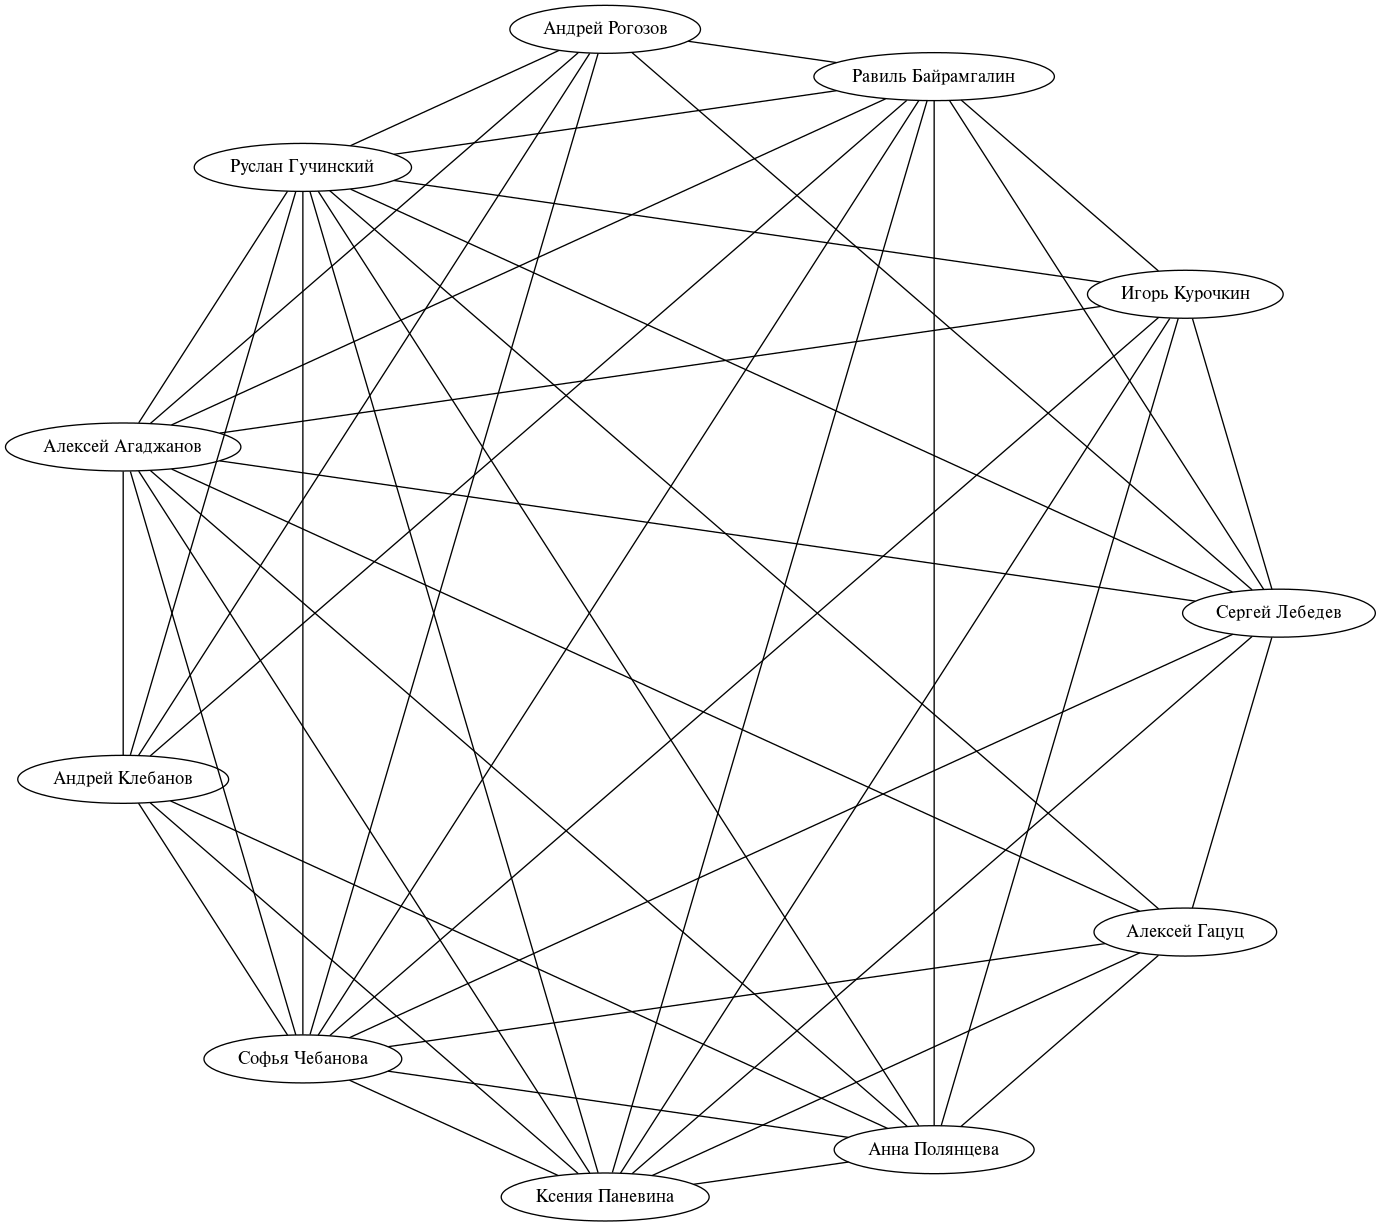 Андрей Рогозов
Равиль Байрамгалин
Руслан Гучинский
Игорь Курочкин
Алексей Агаджанов
Сергей Лебедев
Андрей Клебанов
Алексей Гацуц
Софья Чебанова
Анна Полянцева
Ксения Паневина